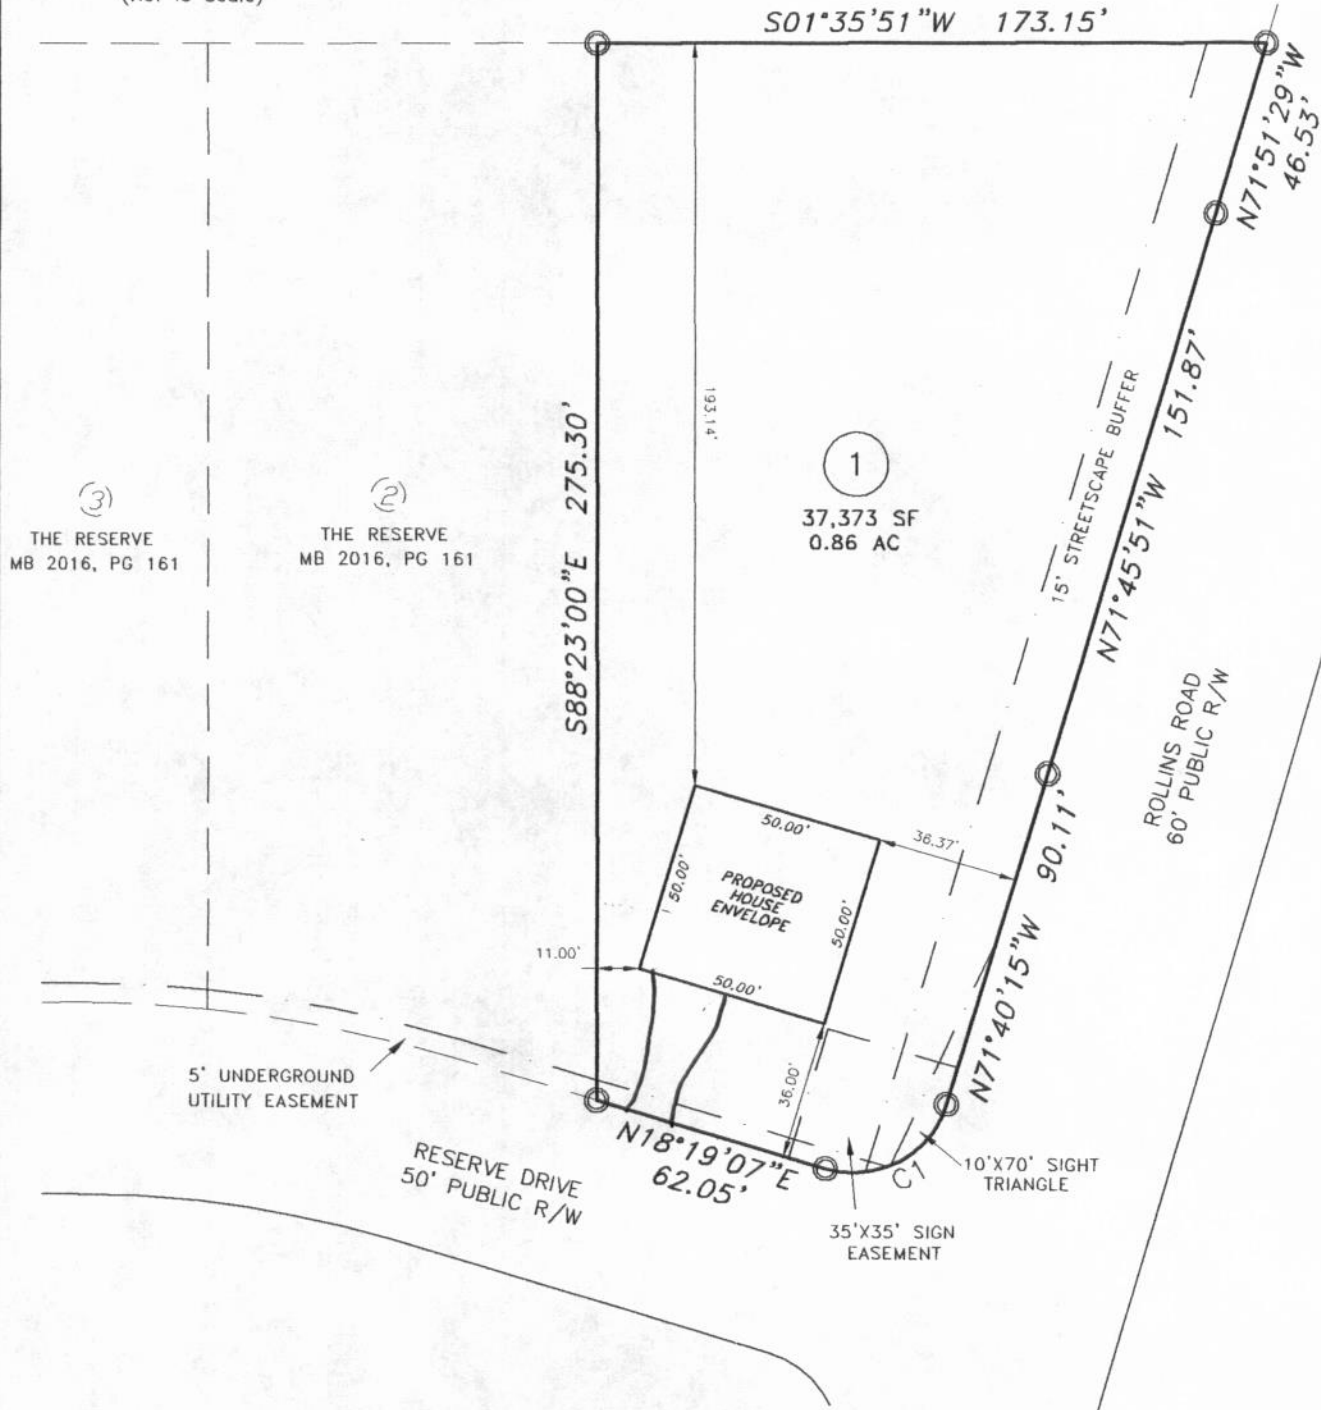 (Not To Scale)
S01°35'51"W 173.15'
N71°51'29"W
46.53'
193.14'
S88°23'00"E 275.30'
1
37,373 SF
0.86 AC
15' STREETSCAPE BUFFER
N71°45'51"W 151.87'
3
THE RESERVE
MB 2016, PG 161
2
THE RESERVE
MB 2016, PG 161
ROLLINS ROAD
60' PUBLIC R/W
50.00'
36.37'
90.11'
50.00'
PROPOSED
HOUSE
ENVELOPE
50.00'
11.00'
50.00'
N71°40'15"W
5' UNDERGROUND
UTILITY EASEMENT
36.00'
N18°19'07"E
62.05'
C1
10'X70' SIGHT
TRIANGLE
RESERVE DRIVE
50' PUBLIC R/W
35'X35' SIGN
EASEMENT